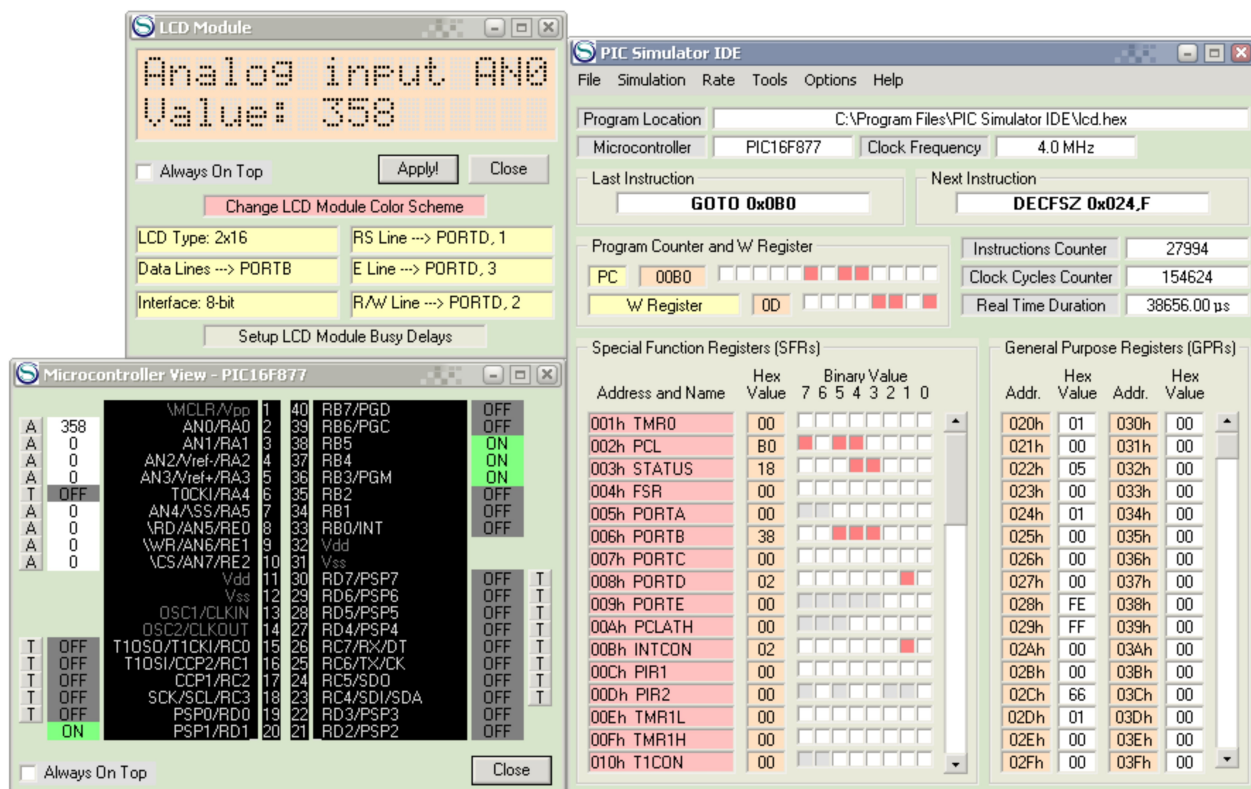 LCD Module
Analog input AN0
Value: 358
Always On Top
Apply!
Close
Change LCD Module Color Scheme
LCD Type: 2x16
RS Line ---> PORTD, 1
Data Lines ---> PORTB
E Line ---> PORTD, 3
Interface: 8-bit
R/W Line ---> PORTD, 2
Setup LCD Module Busy Delays
Microcontroller View - PIC16F877
\MCLR/Vpp 1 40 RB7/PGD OFF
A 358 AN0/RA0 2 39 RB6/PGC OFF
A 0 AN1/RA1 3 38 RB5 ON
A 0 AN2/Vref-/RA2 4 37 RB4 ON
A 0 AN3/Vref+/RA3 5 36 RB3/PGM ON
T OFF T0CKI/RA4 6 35 RB2 OFF
A 0 AN4/\SS/RA5 7 34 RB1 OFF
A 0 \RD/AN5/RE0 8 33 RB0/INT OFF
A 0 \WR/AN6/RE1 9 32 Vdd
A 0 \CS/AN7/RE2 10 31 Vss
Vdd 11 30 RD7/PSP7 OFF T
Vss 12 29 RD6/PSP6 OFF T
OSC1/CLKIN 13 28 RD5/PSP5 OFF T
OSC2/CLKOUT 14 27 RD4/PSP4 OFF T
T OFF T1OSO/T1CKI/RC0 15 26 RC7/RX/DT OFF T
T OFF T1OSI/CCP2/RC1 16 25 RC6/TX/CK OFF T
T OFF CCP1/RC2 17 24 RC5/SDO OFF T
T OFF SCK/SCL/RC3 18 23 RC4/SDI/SDA OFF T
T OFF PSP0/RD0 19 22 RD3/PSP3 OFF
ON PSP1/RD1 20 21 RD2/PSP2 OFF
Always On Top
Close
PIC Simulator IDE
File Simulation Rate Tools Options Help
Program Location C:\Program Files\PIC Simulator IDE\lcd.hex
Microcontroller PIC16F877 Clock Frequency 4.0 MHz
Last Instruction
GOTO 0x0B0
Next Instruction
DECFSZ 0x024,F
Program Counter and W Register
PC 00B0
W Register 0D
Instructions Counter 27994
Clock Cycles Counter 154624
Real Time Duration 38656.00 µs
Special Function Registers (SFRs)
Address and Name Hex Value Binary Value 7 6 5 4 3 2 1 0
001h TMR0 00
002h PCL B0
003h STATUS 18
004h FSR 00
005h PORTA 00
006h PORTB 38
007h PORTC 00
008h PORTD 02
009h PORTE 00
00Ah PCLATH 00
00Bh INTCON 02
00Ch PIR1 00
00Dh PIR2 00
00Eh TMR1L 00
00Fh TMR1H 00
010h T1CON 00
General Purpose Registers (GPRs)
Addr. Hex Value Addr. Hex Value
020h 01 030h 00
021h 00 031h 00
022h 05 032h 00
023h 00 033h 00
024h 01 034h 00
025h 00 035h 00
026h 00 036h 00
027h 00 037h 00
028h FE 038h 00
029h FF 039h 00
02Ah 00 03Ah 00
02Bh 00 03Bh 00
02Ch 66 03Ch 00
02Dh 01 03Dh 00
02Eh 00 03Eh 00
02Fh 00 03Fh 00